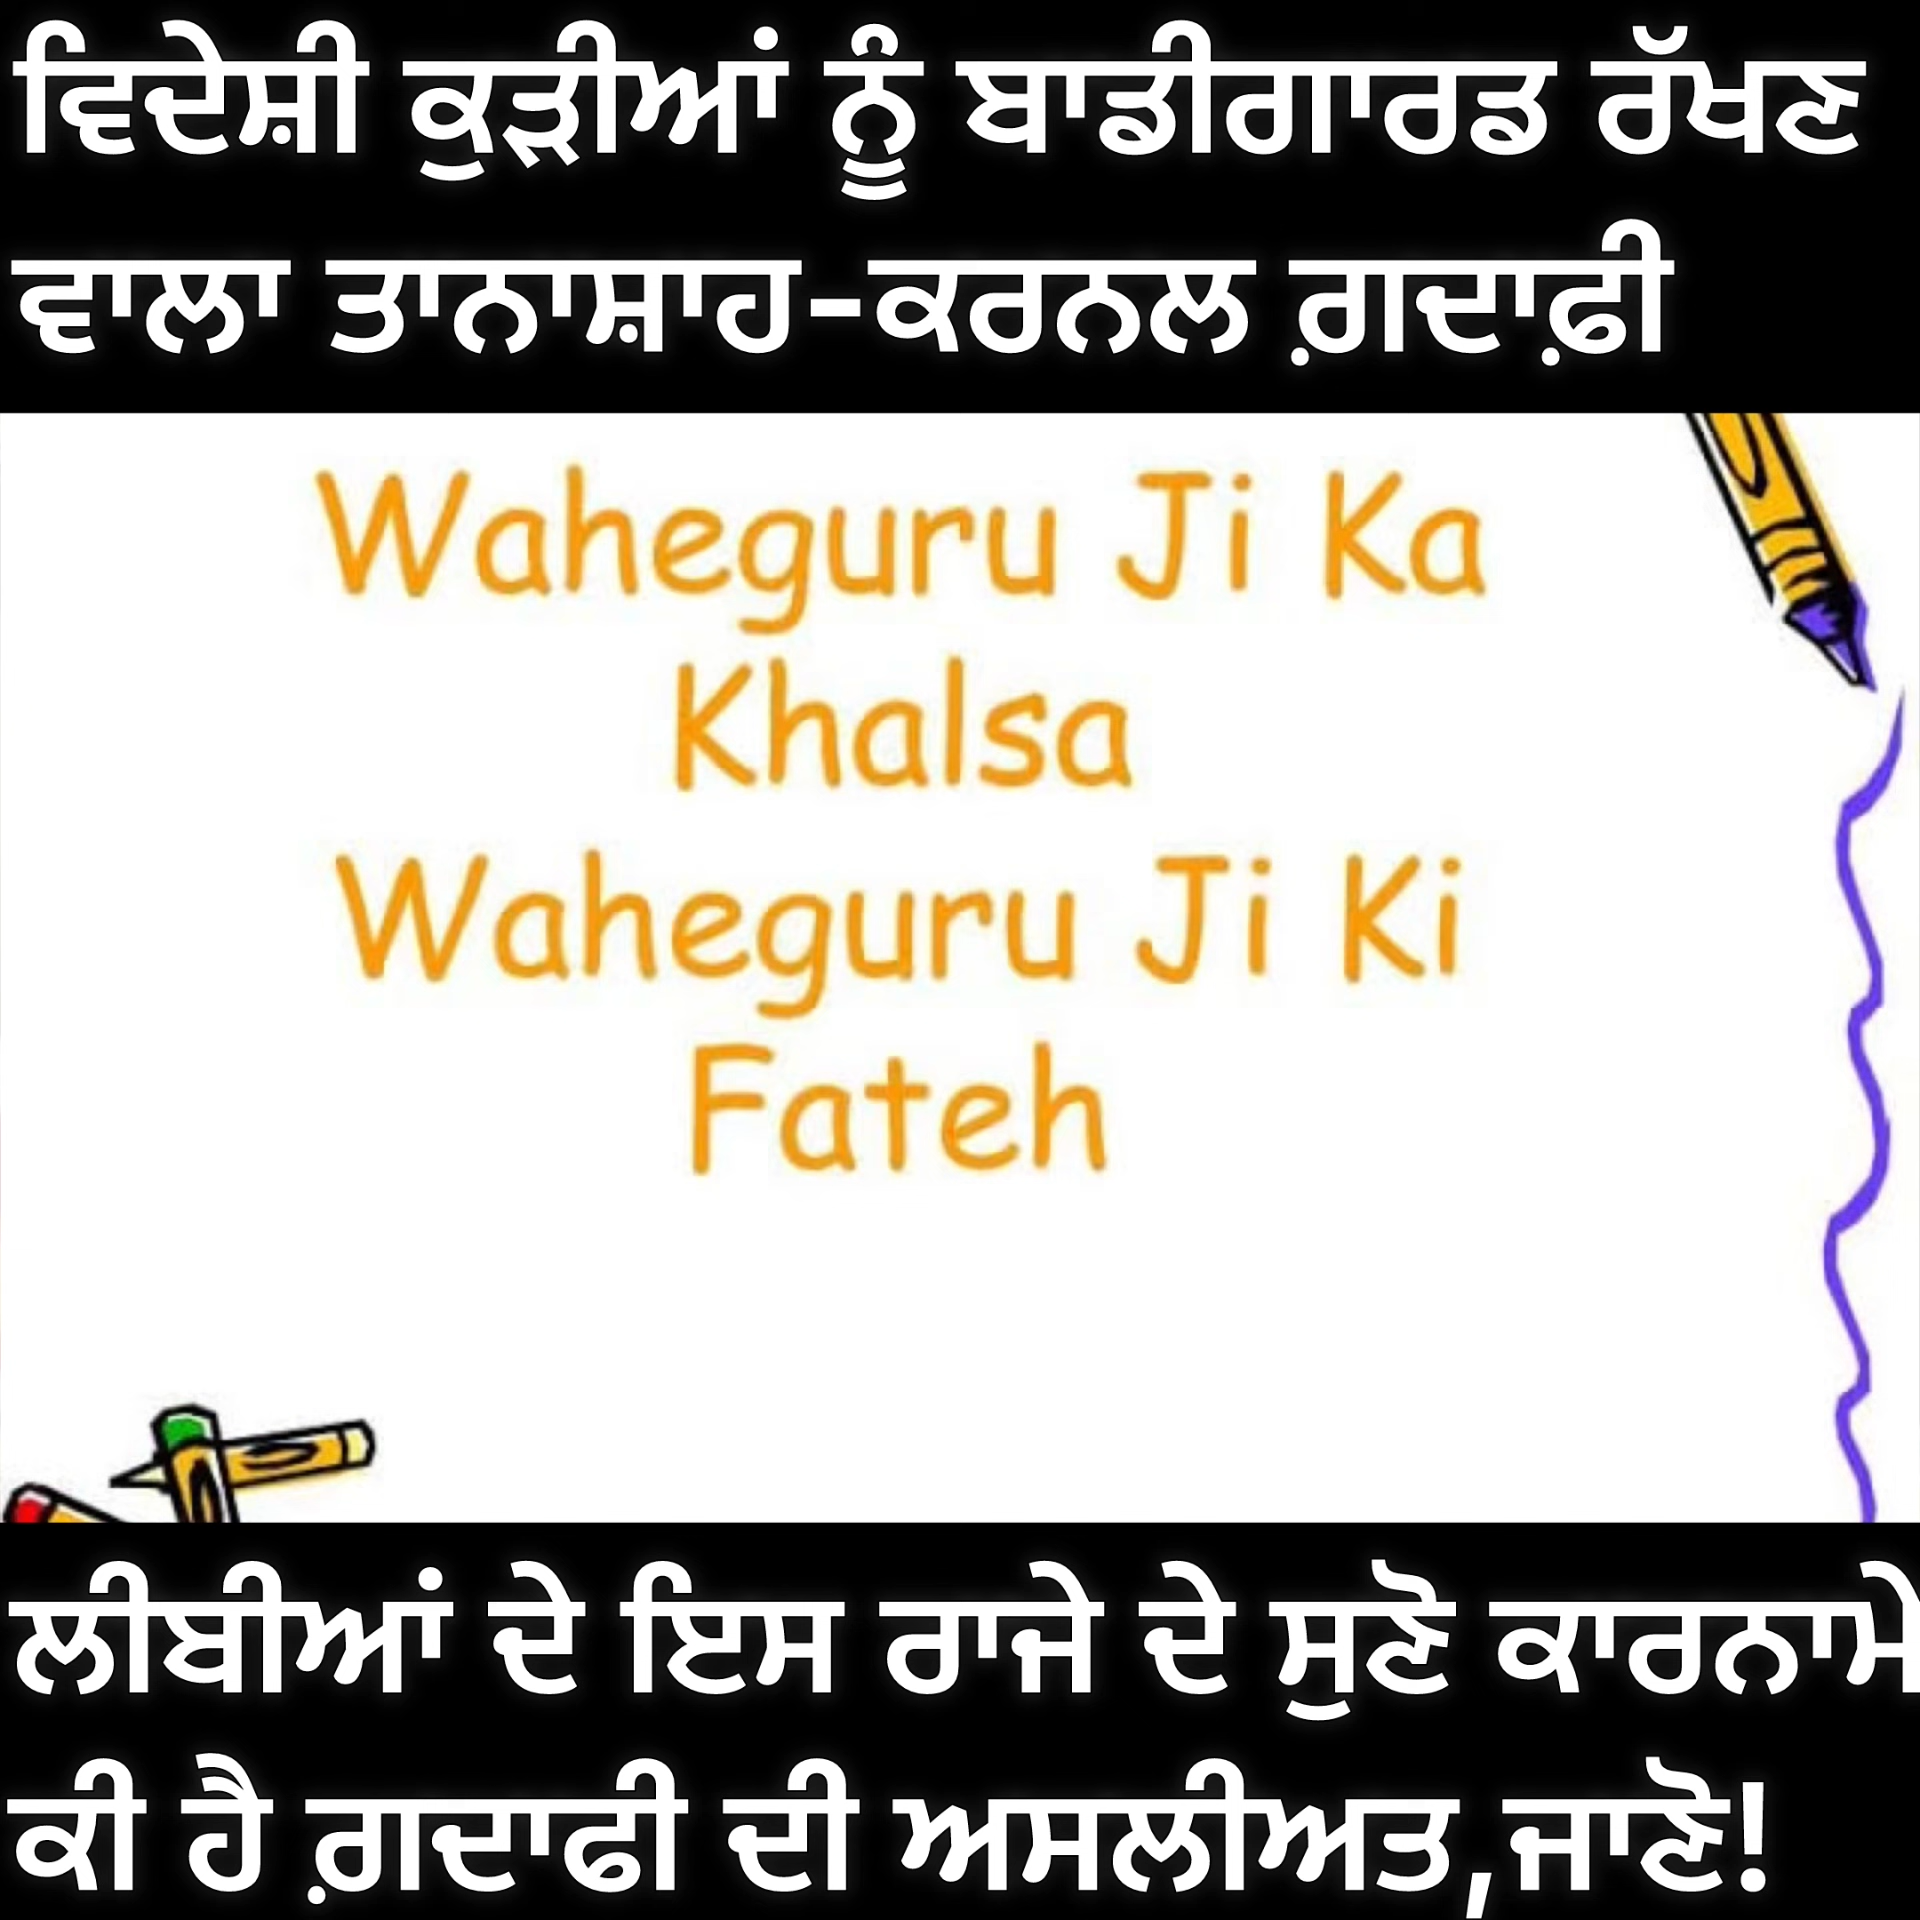 ਵਿਦੇਸ਼ੀ ਕੁੜੀਆਂ ਨੂੰ ਬਾਡੀਗਾਰਡ ਰੱਖਣ
ਵਾਲਾ ਤਾਨਾਸ਼ਾਹ-ਕਰਨਲ ਗ਼ਦਾਫ਼ੀ
Waheguru Ji Ka
Khalsa
Waheguru Ji Ki
Fateh
ਲੀਬੀਆਂ ਦੇ ਇਸ ਰਾਜੇ ਦੇ ਸੁਣੋ ਕਾਰਨਾਮੇ
ਕੀ ਹੈ ਗ਼ਦਾਫੀ ਦੀ ਅਸਲੀਅਤ,ਜਾਣੋ!